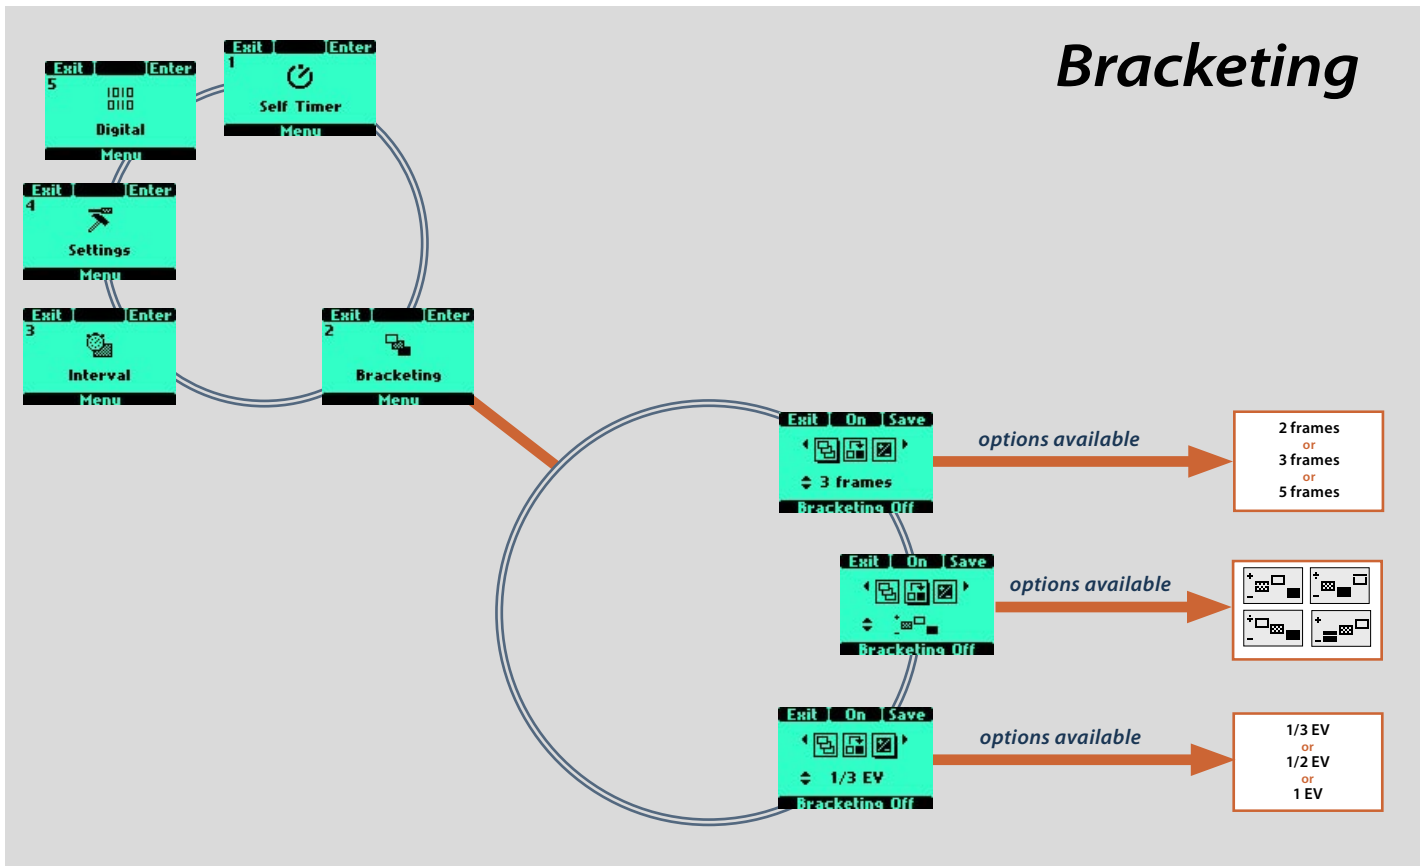 Bracketing
Exit Enter
1
Self Timer
Menu
Exit Enter
5
1010
0110
Digital
Menu
Exit Enter
4
Settings
Menu
Exit Enter
3
Interval
Menu
Exit Enter
2
Bracketing
Menu
Exit On Save
3 frames
Bracketing Off
options available
2 frames
or
3 frames
or
5 frames
Exit On Save
Bracketing Off
options available
Exit On Save
1/3 EV
Bracketing Off
options available
1/3 EV
or
1/2 EV
or
1 EV